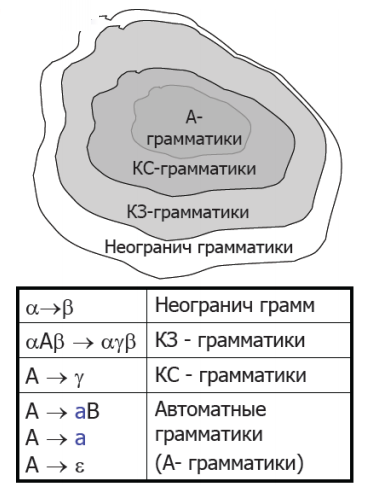 А-
грамматики
КС-грамматики
КЗ-грамматики
Неогранич грамматики
α→β Неогранич грамм
αAβ → αγβ КЗ - грамматики
A → γ КС - грамматики
A → aB Автоматные
A → a грамматики
A → ε (А- грамматики)